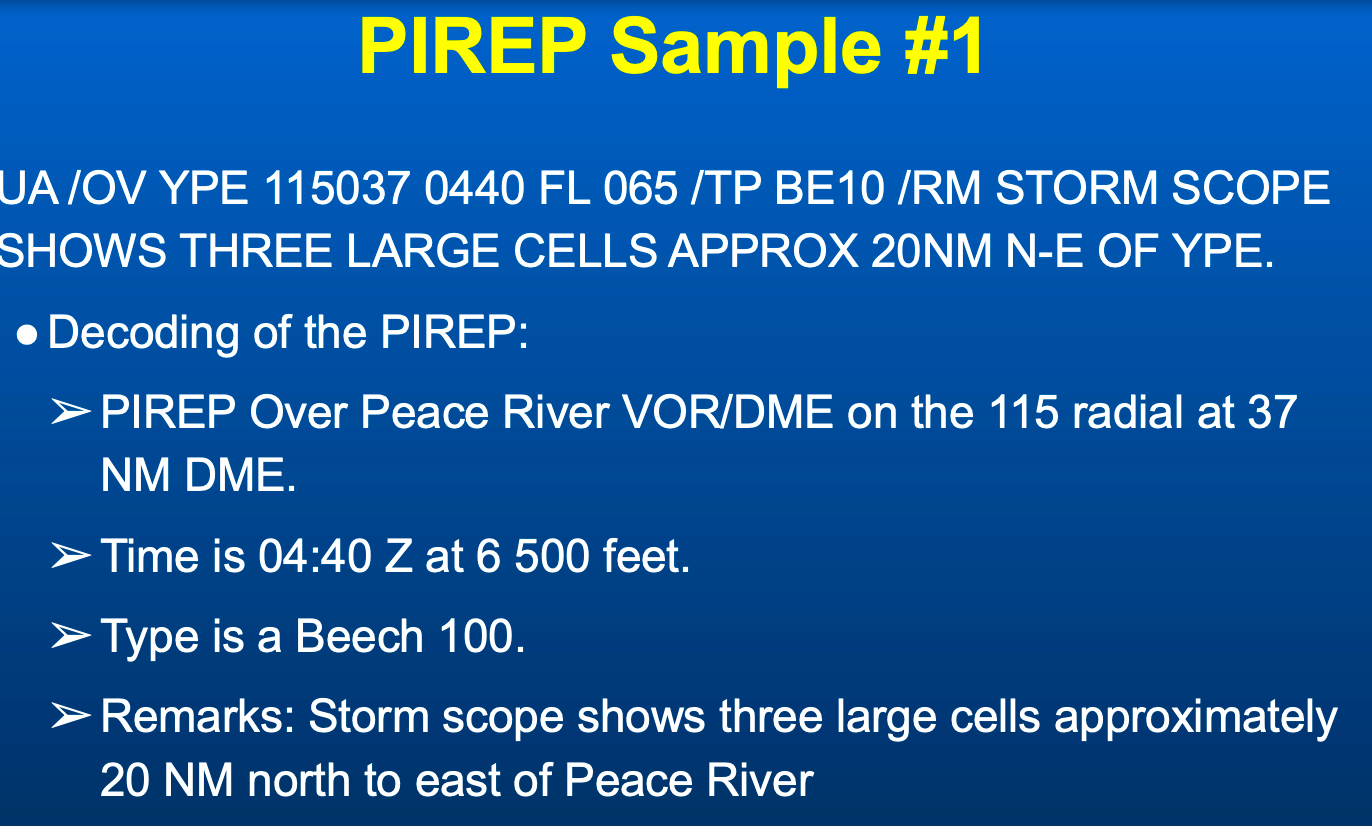 PIREP Sample #1
UA /OV YPE 115037 0440 FL 065 /TP BE10 /RM STORM SCOPE
SHOWS THREE LARGE CELLS APPROX 20NM N-E OF YPE.
● Decoding of the PIREP:
➢ PIREP Over Peace River VOR/DME on the 115 radial at 37
NM DME.
➢ Time is 04:40 Z at 6 500 feet.
➢ Type is a Beech 100.
➢ Remarks: Storm scope shows three large cells approximately
20 NM north to east of Peace River